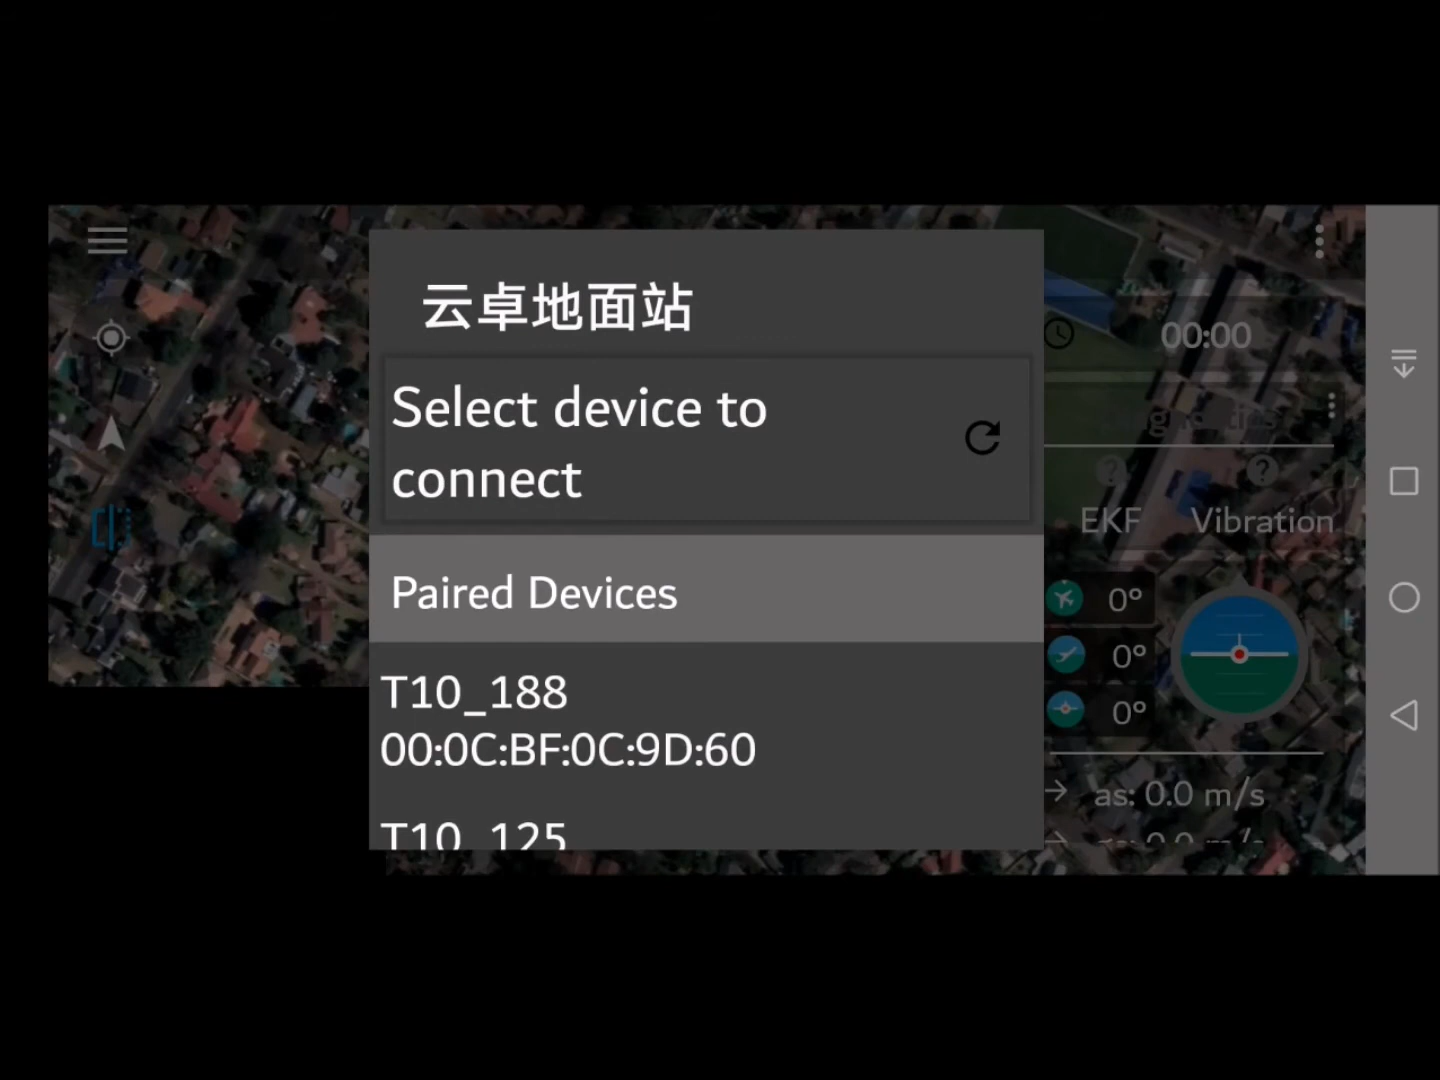 云卓地面站
Select device to
connect
Paired Devices
T10_188
00:0C:BF:0C:9D:60
T10_125
00:00
EKF
Vibration
0°
0°
0°
as: 0.0 m/s